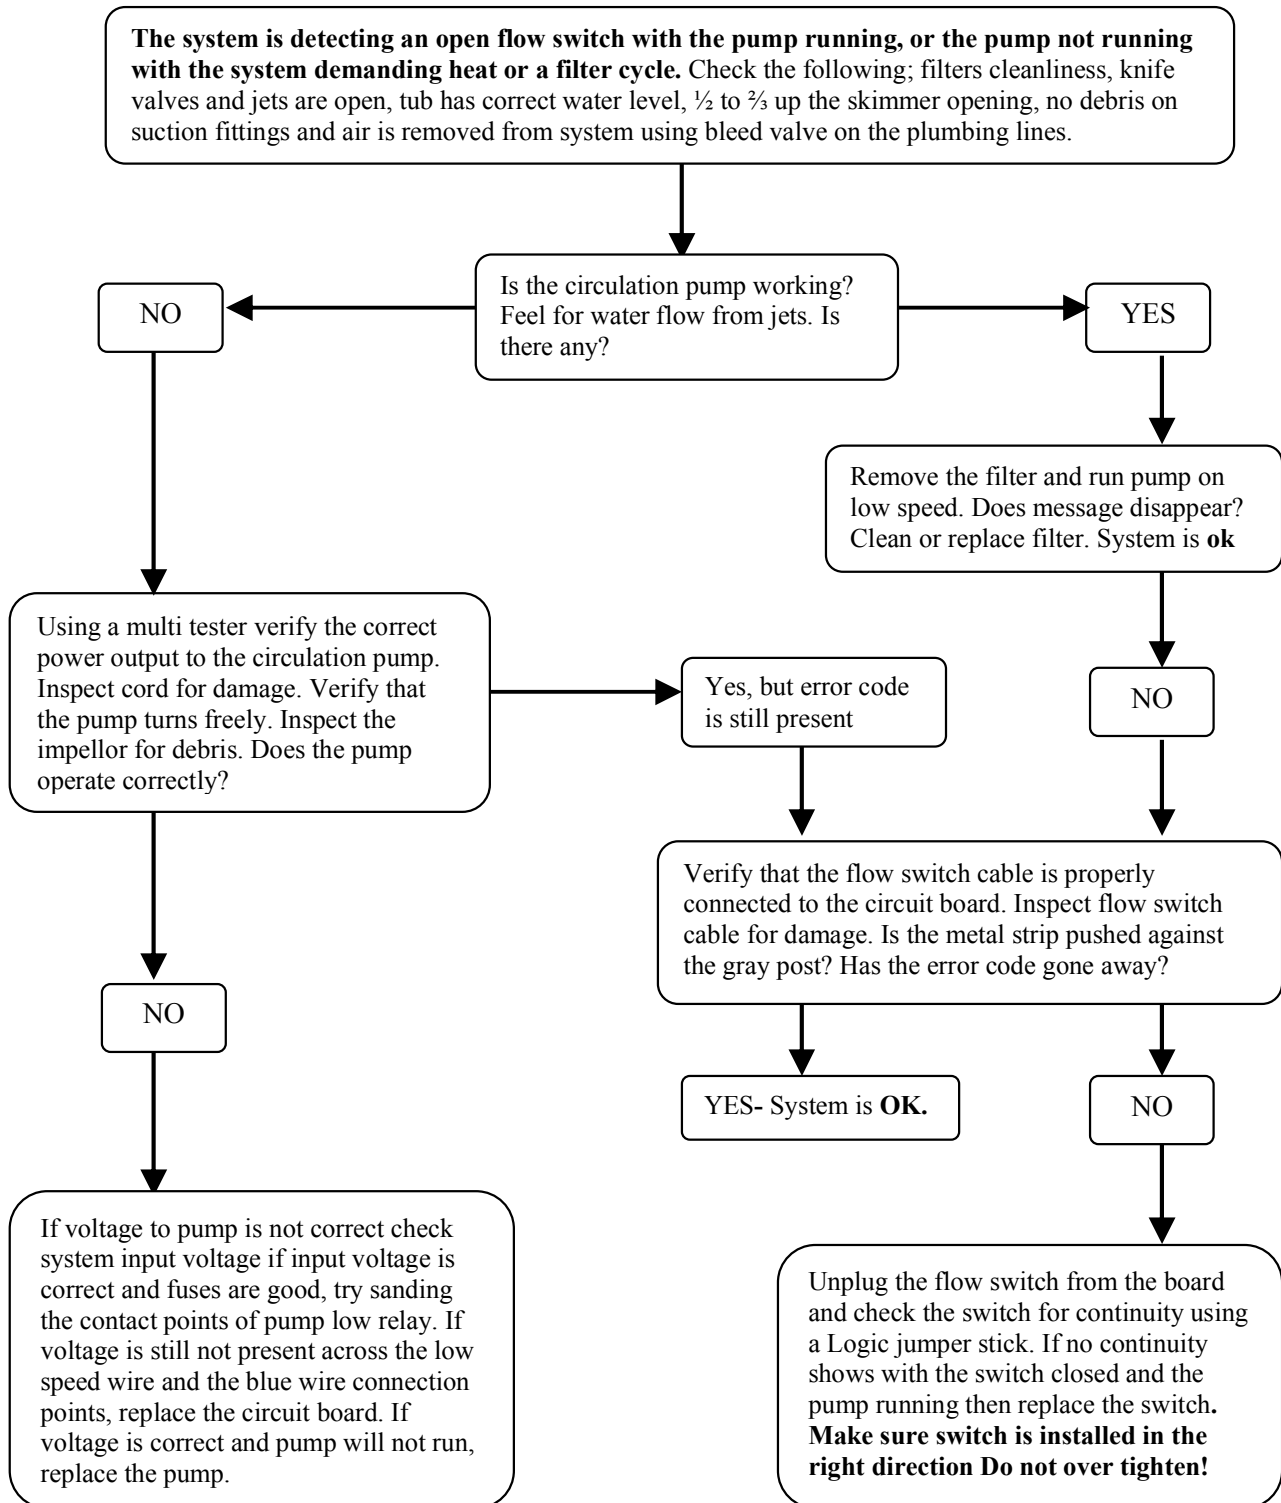 The system is detecting an open flow switch with the pump running, or the pump not running
with the system demanding heat or a filter cycle. Check the following; filters cleanliness, knife
valves and jets are open, tub has correct water level, ½ to ⅔ up the skimmer opening, no debris on
suction fittings and air is removed from system using bleed valve on the plumbing lines.
Is the circulation pump working?
Feel for water flow from jets. Is
there any?
NO
YES
Remove the filter and run pump on
low speed. Does message disappear?
Clean or replace filter. System is ok
Using a multi tester verify the correct
power output to the circulation pump.
Inspect cord for damage. Verify that
the pump turns freely. Inspect the
impellor for debris. Does the pump
operate correctly?
Yes, but error code
is still present
NO
Verify that the flow switch cable is properly
connected to the circuit board. Inspect flow switch
cable for damage. Is the metal strip pushed against
the gray post? Has the error code gone away?
NO
YES- System is OK.
NO
If voltage to pump is not correct check
system input voltage if input voltage is
correct and fuses are good, try sanding
the contact points of pump low relay. If
voltage is still not present across the low
speed wire and the blue wire connection
points, replace the circuit board. If
voltage is correct and pump will not run,
replace the pump.
Unplug the flow switch from the board
and check the switch for continuity using
a Logic jumper stick. If no continuity
shows with the switch closed and the
pump running then replace the switch.
Make sure switch is installed in the
right direction Do not over tighten!